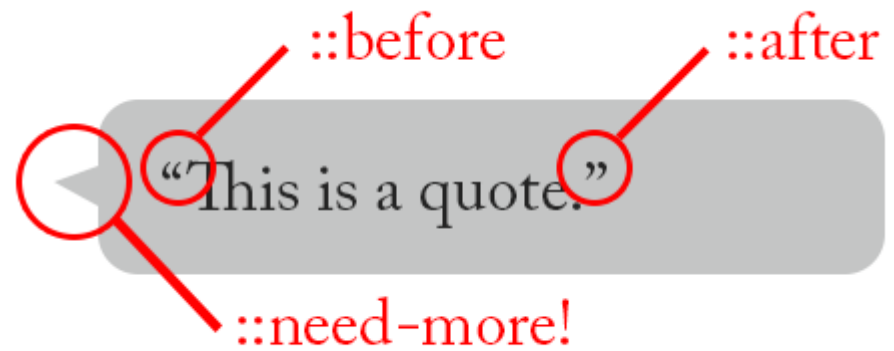 ::before
::after
“This is a quote.”
::need-more!